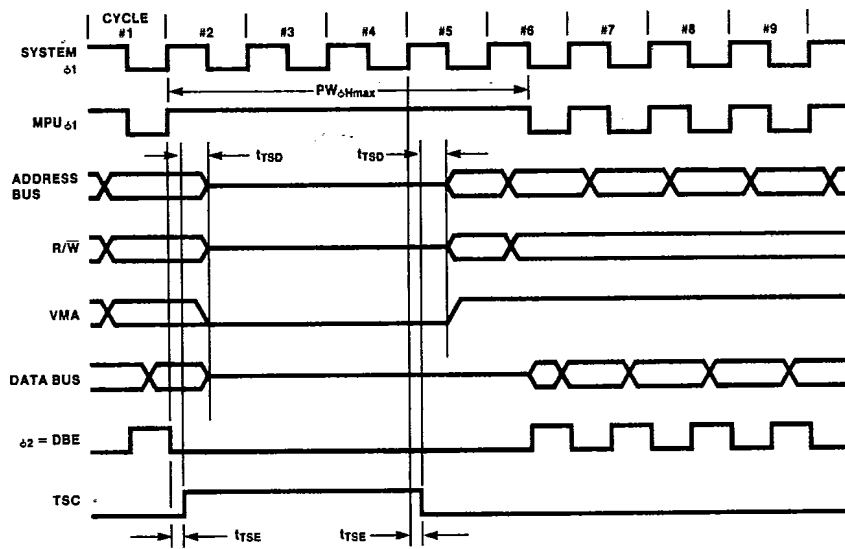 CYCLE
#1 #2 #3 #4 #5 #6 #7 #8 #9
SYSTEM
ϕ1
PWϕHmax
MPU ϕ1
tTSD tTSD
ADDRESS
BUS
R/W̅
VMA
DATA BUS
ϕ2 = DBE
TSC
tTSE tTSE